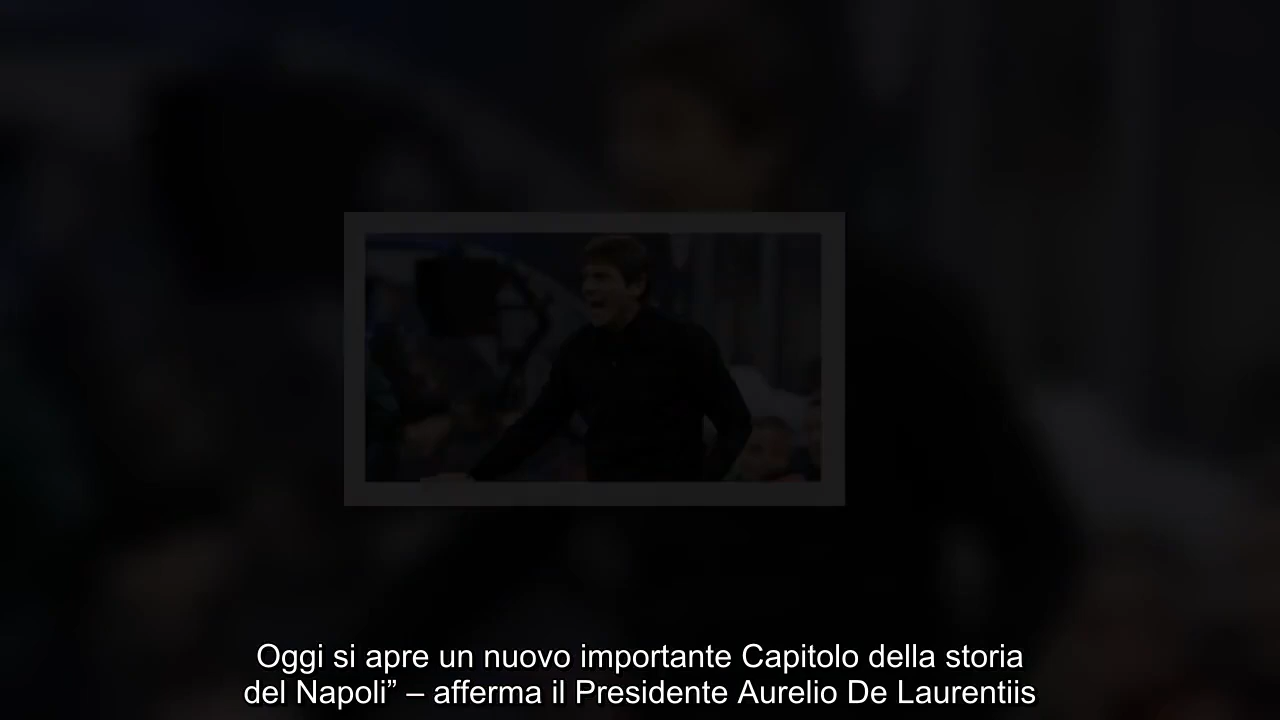 Oggi si apre un nuovo importante Capitolo della storia
del Napoli” – afferma il Presidente Aurelio De Laurentiis